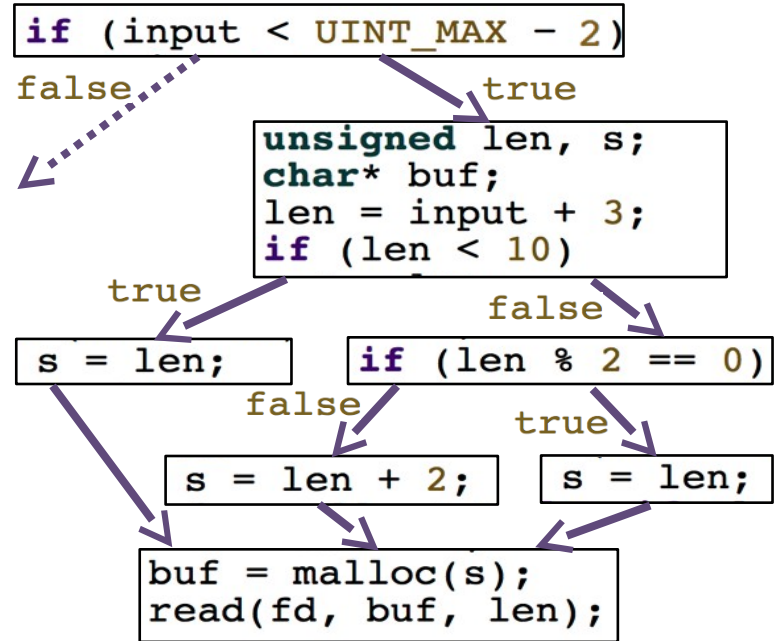 if (input < UINT_MAX - 2)
false
true
unsigned len, s;
char* buf;
len = input + 3;
if (len < 10)
true
false
s = len;
if (len % 2 == 0)
false
true
s = len + 2;
s = len;
buf = malloc(s);
read(fd, buf, len);